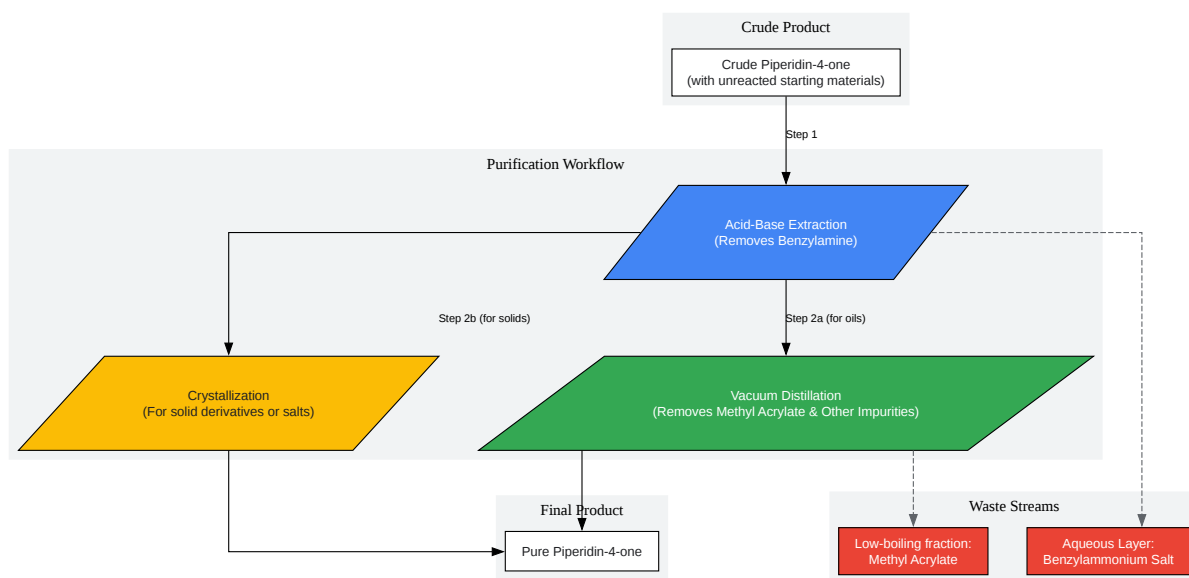 Crude Product
Crude Piperidin-4-one
(with unreacted starting materials)
Step 1
Purification Workflow
Acid-Base Extraction
(Removes Benzylamine)
Step 2b (for solids)
Step 2a (for oils)
Crystallization
(For solid derivatives or salts)
Vacuum Distillation
(Removes Methyl Acrylate & Other Impurities)
Final Product
Pure Piperidin-4-one
Waste Streams
Low-boiling fraction:
Methyl Acrylate
Aqueous Layer:
Benzylammonium Salt